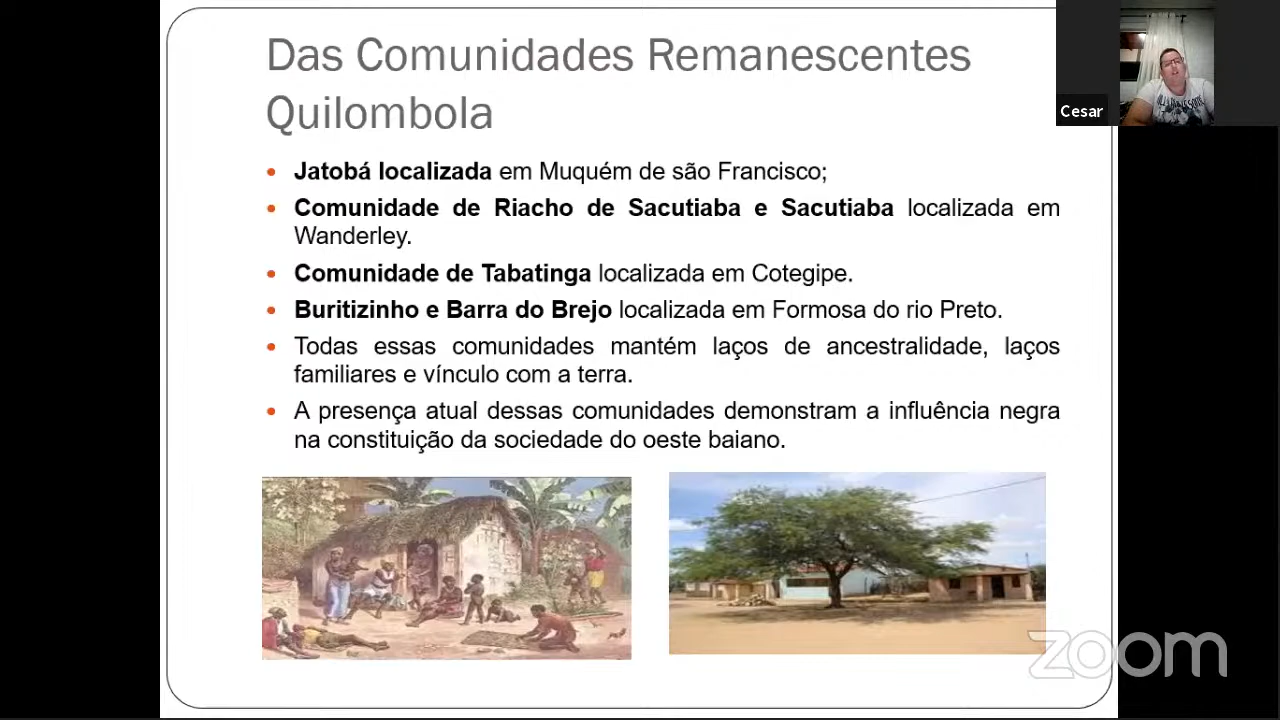 Das Comunidades Remanescentes
Quilombola
Cesar
• Jatobá localizada em Muquém de são Francisco;
• Comunidade de Riacho de Sacutiaba e Sacutiaba localizada em
Wanderley.
• Comunidade de Tabatinga localizada em Cotegipe.
• Buritizinho e Barra do Brejo localizada em Formosa do rio Preto.
• Todas essas comunidades mantém laços de ancestralidade, laços
familiares e vínculo com a terra.
• A presença atual dessas comunidades demonstram a influência negra
na constituição da sociedade do oeste baiano.
zoom